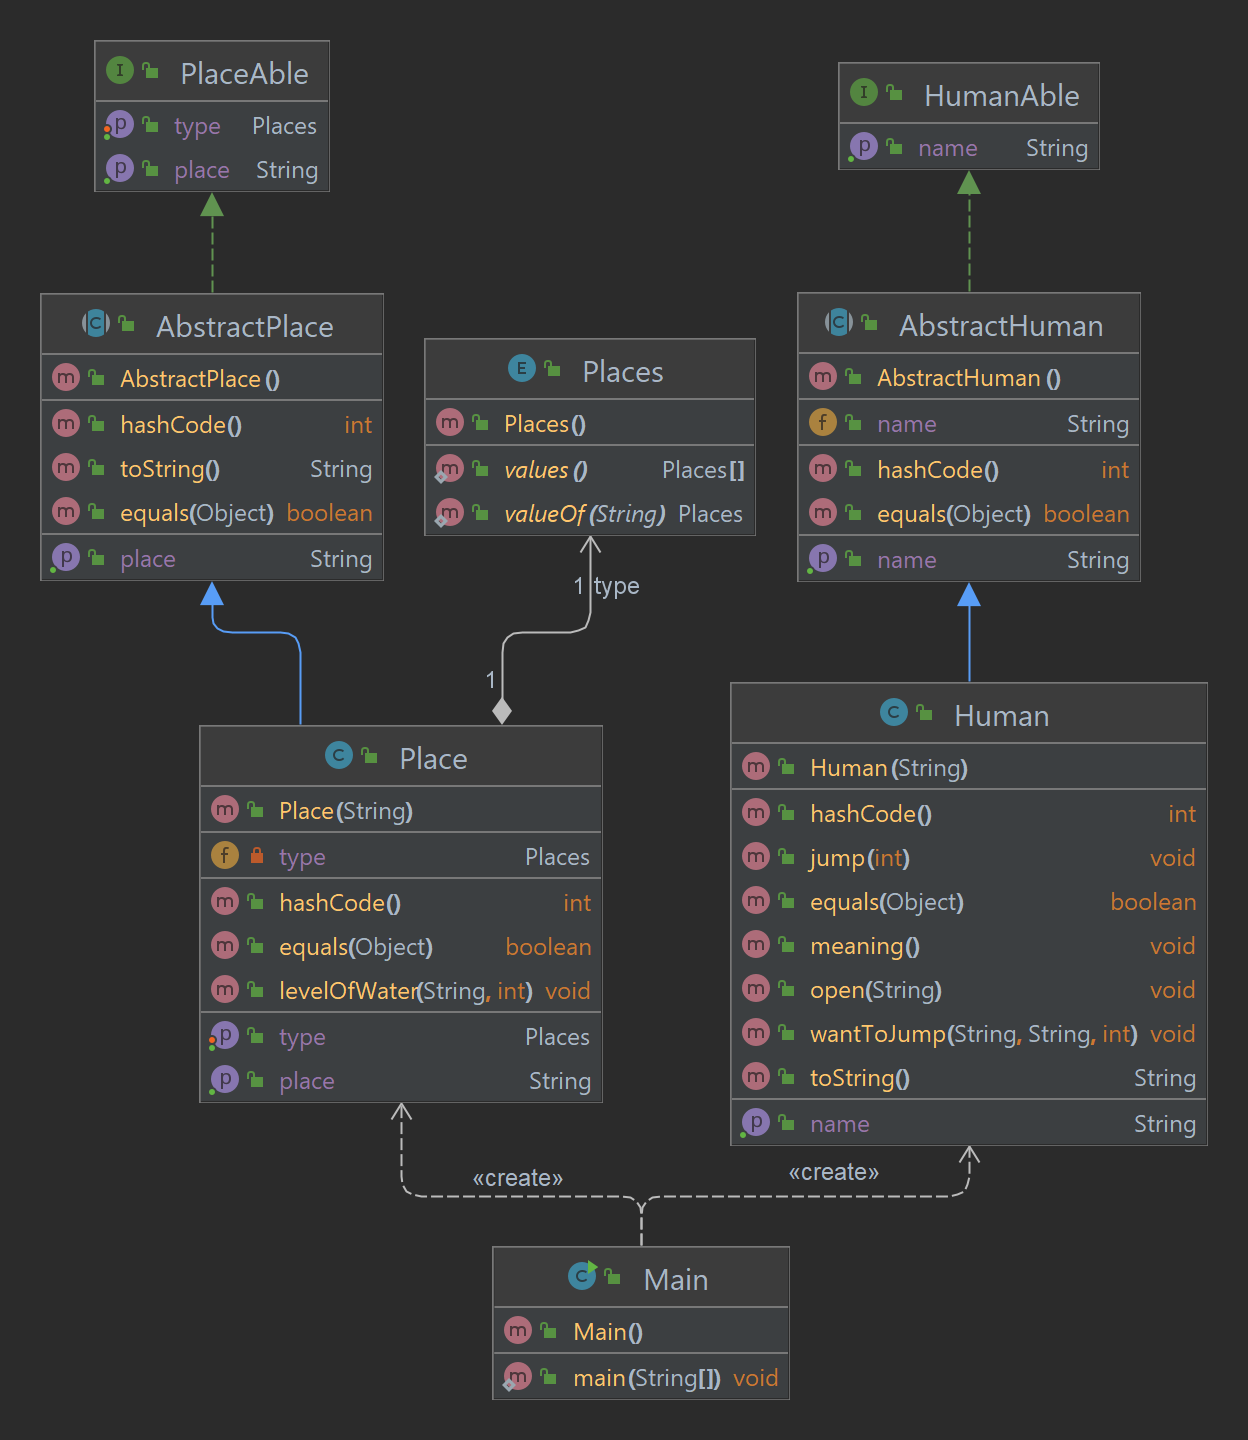 PlaceAble
type Places
place String
HumanAble
name String
AbstractPlace
AbstractPlace()
hashCode() int
toString() String
equals(Object) boolean
place String
Places
Places()
values() Places[]
valueOf(String) Places
AbstractHuman
AbstractHuman()
name String
hashCode() int
equals(Object) boolean
name String
1 type
1
Place
Place(String)
type Places
hashCode() int
equals(Object) boolean
levelOfWater(String, int) void
type Places
place String
Human
Human(String)
hashCode() int
jump(int) void
equals(Object) boolean
meaning() void
open(String) void
wantToJump(String, String, int) void
toString() String
name String
«create»
«create»
Main
Main()
main(String[]) void